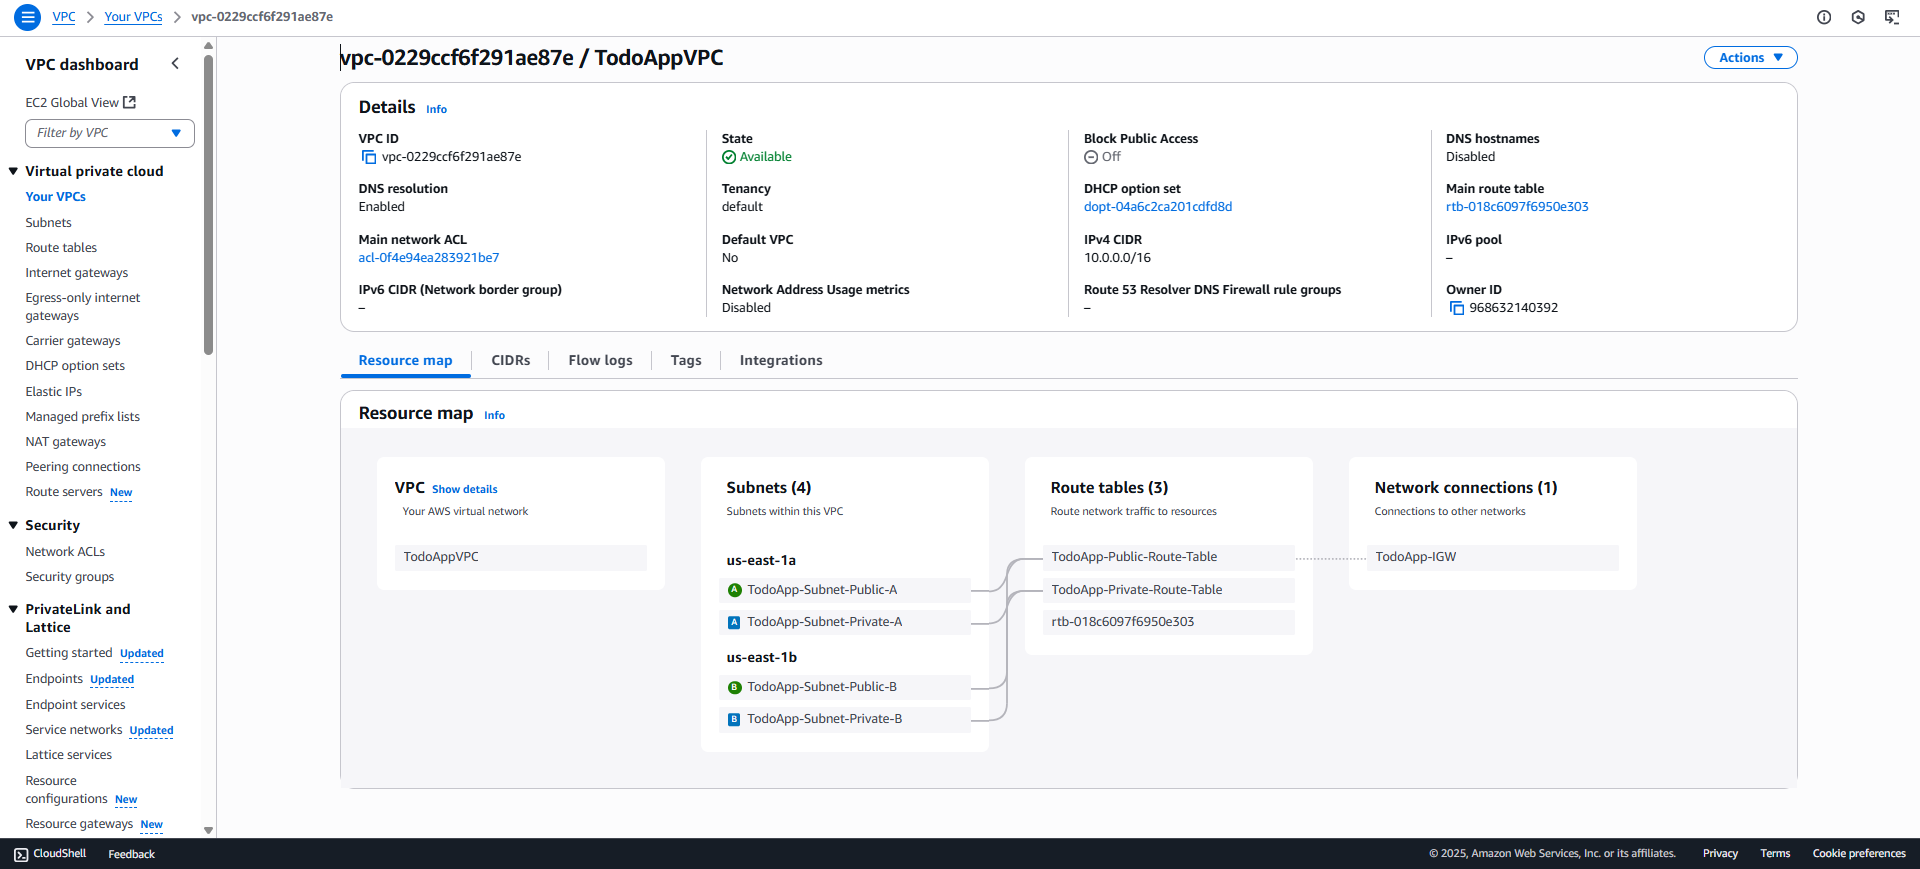 VPC > Your VPCs > vpc-0229ccf6f291ae87e
VPC dashboard
EC2 Global View
Filter by VPC
Virtual private cloud
Your VPCs
Subnets
Route tables
Internet gateways
Egress-only internet
gateways
Carrier gateways
DHCP option sets
Elastic IPs
Managed prefix lists
NAT gateways
Peering connections
Route servers New
Security
Network ACLs
Security groups
PrivateLink and
Lattice
Getting started Updated
Endpoints Updated
Endpoint services
Service networks Updated
Lattice services
Resource
configurations New
Resource gateways New
vpc-0229ccf6f291ae87e / TodoAppVPC
Actions
Details Info
VPC ID
vpc-0229ccf6f291ae87e
State
Available
Block Public Access
Off
DNS hostnames
Disabled
DNS resolution
Enabled
Tenancy
default
DHCP option set
dopt-04a6c2ca201cdfd8d
Main route table
rtb-018c6097f6950e303
Main network ACL
acl-0f4e94ea283921be7
Default VPC
No
IPv4 CIDR
10.0.0.0/16
IPv6 pool
–
IPv6 CIDR (Network border group)
–
Network Address Usage metrics
Disabled
Route 53 Resolver DNS Firewall rule groups
–
Owner ID
968632140392
Resource map
CIDRs
Flow logs
Tags
Integrations
Resource map Info
VPC Show details
Your AWS virtual network
TodoAppVPC
Subnets (4)
Subnets within this VPC
us-east-1a
A TodoApp-Subnet-Public-A
A TodoApp-Subnet-Private-A
us-east-1b
B TodoApp-Subnet-Public-B
B TodoApp-Subnet-Private-B
Route tables (3)
Route network traffic to resources
TodoApp-Public-Route-Table
TodoApp-Private-Route-Table
rtb-018c6097f6950e303
Network connections (1)
Connections to other networks
TodoApp-IGW
CloudShell
Feedback
© 2025, Amazon Web Services, Inc. or its affiliates.
Privacy
Terms
Cookie preferences